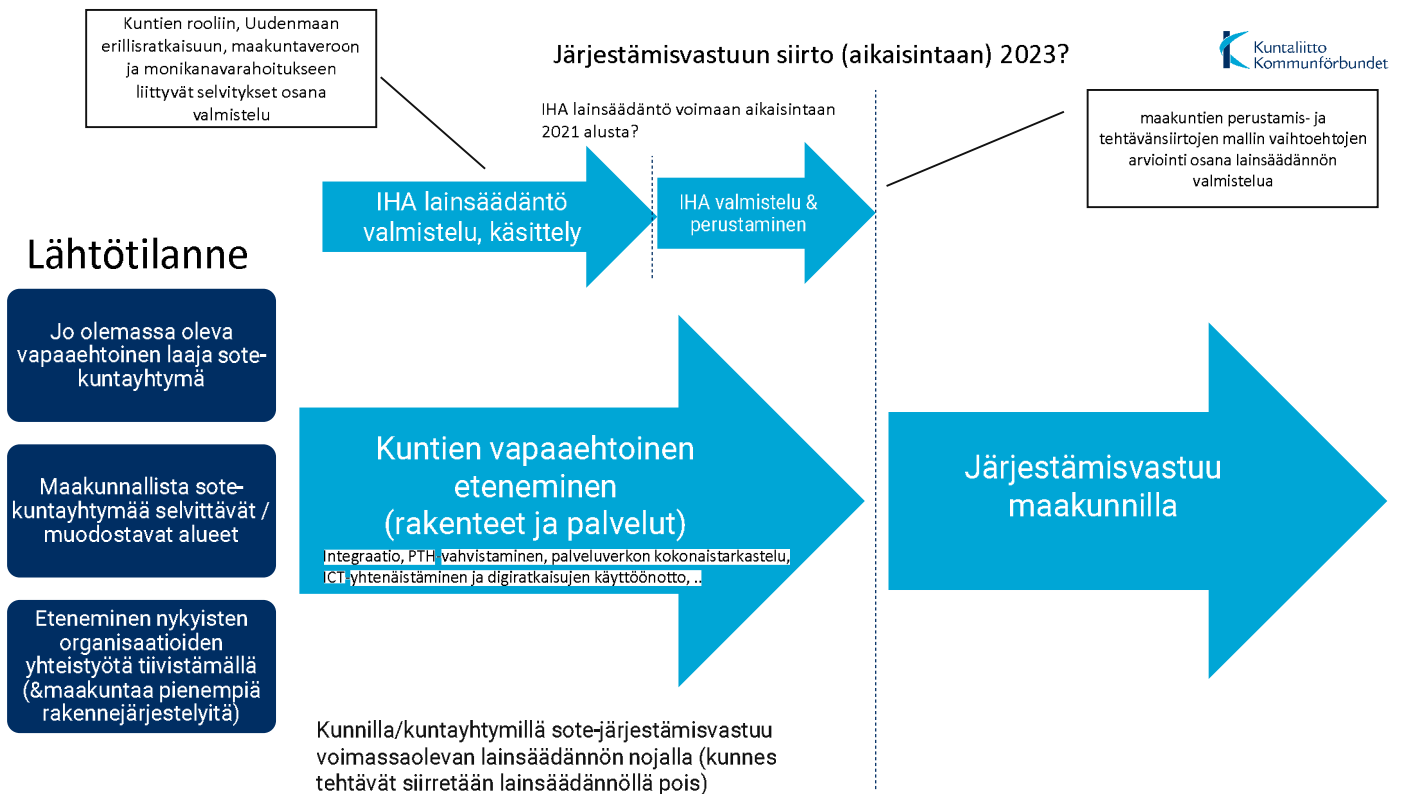 Kuntien rooliin, Uudenmaan
erillisratkaisuun, maakuntaveroon
ja monikanavarahoitukseen
liittyvät selvitykset osana
valmistelu
Järjestämisvastuun siirto (aikaisintaan) 2023?
Kuntaliitto
Kommunförbundet
IHA lainsäädäntö voimaan aikaisintaan
2021 alusta?
maakuntien perustamis- ja
tehtävänsiirtojen mallin vaihtoehtojen
arviointi osana lainsäädännön
valmistelua
IHA lainsäädäntö
valmistelu, käsittely
IHA valmistelu &
perustaminen
Lähtötilanne
Jo olemassa oleva
vapaaehtoinen laaja sote-
kuntayhtymä
Maakunnallista sote-
kuntayhtymää selvittävät /
muodostavat alueet
Eteneminen nykyisten
organisaatioiden
yhteistyötä tiivistämällä
(&maakuntaa pienempiä
rakennejärjestelyitä)
Kuntien vapaaehtoinen
eteneminen
(rakenteet ja palvelut)
Integraatio, PTH-vahvistaminen, palveluverkon kokonaistarkastelu,
ICT-yhtenäistäminen ja digiratkaisujen käyttöönotto, ..
Järjestämisvastuu
maakunnilla
Kunnilla/kuntayhtymillä sote-järjestämisvastuu
voimassaolevan lainsäädännön nojalla (kunnes
tehtävät siirretään lainsäädännöllä pois)